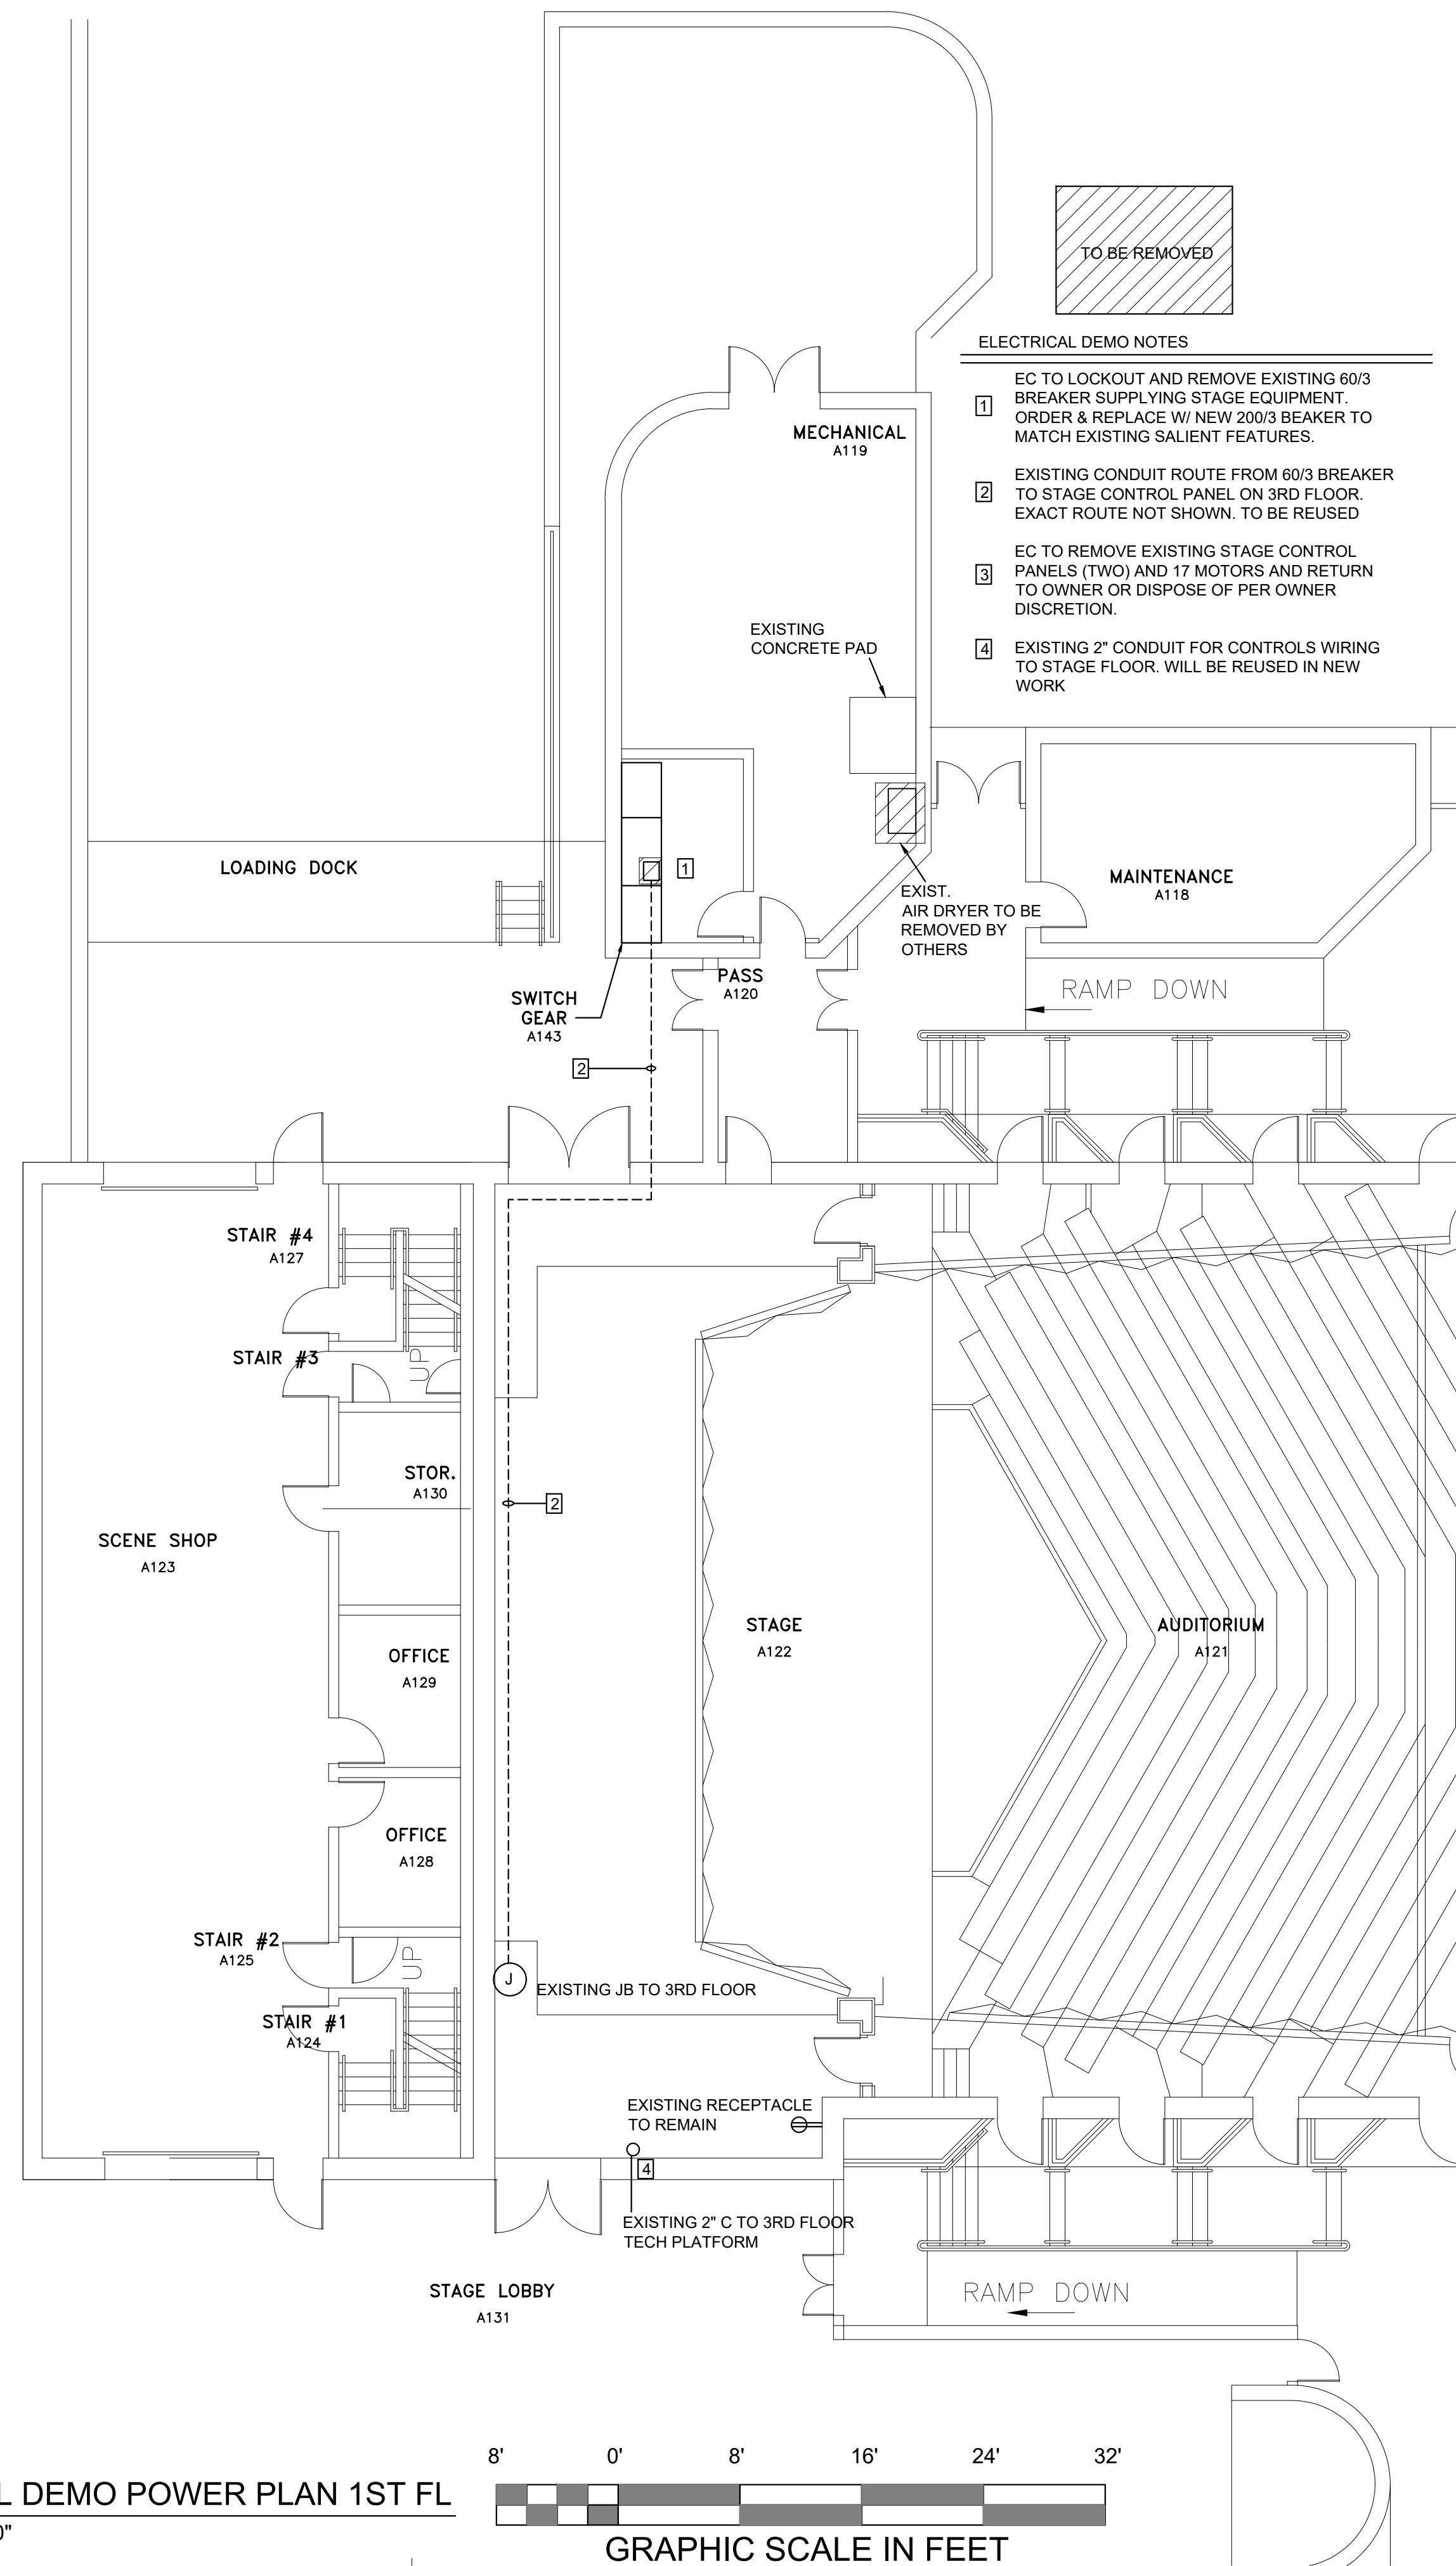 TO BE REMOVED
ELECTRICAL DEMO NOTES
1
EC TO LOCKOUT AND REMOVE EXISTING 60/3
BREAKER SUPPLYING STAGE EQUIPMENT.
ORDER & REPLACE W/ NEW 200/3 BEAKER TO
MATCH EXISTING SALIENT FEATURES.
2
EXISTING CONDUIT ROUTE FROM 60/3 BREAKER
TO STAGE CONTROL PANEL ON 3RD FLOOR.
EXACT ROUTE NOT SHOWN. TO BE REUSED
3
EC TO REMOVE EXISTING STAGE CONTROL
PANELS (TWO) AND 17 MOTORS AND RETURN
TO OWNER OR DISPOSE OF PER OWNER
DISCRETION.
4
EXISTING 2" CONDUIT FOR CONTROLS WIRING
TO STAGE FLOOR. WILL BE REUSED IN NEW
WORK
MECHANICAL
A119
EXISTING
CONCRETE PAD
LOADING DOCK
1
EXIST.
AIR DRYER TO BE
REMOVED BY
OTHERS
MAINTENANCE
A118
PASS
A120
RAMP DOWN
SWITCH
GEAR
A143
2
STAIR #4
A127
STAIR #3
UP
STOR.
A130
2
SCENE SHOP
A123
STAGE
A122
AUDITORIUM
A121
OFFICE
A129
OFFICE
A128
STAIR #2
A125
UP
J
EXISTING JB TO 3RD FLOOR
STAIR #1
A124
EXISTING RECEPTACLE
TO REMAIN
4
EXISTING 2" C TO 3RD FLOOR
TECH PLATFORM
STAGE LOBBY
A131
RAMP DOWN
8' 0' 8' 16' 24' 32'
L DEMO POWER PLAN 1ST FL
0"
GRAPHIC SCALE IN FEET